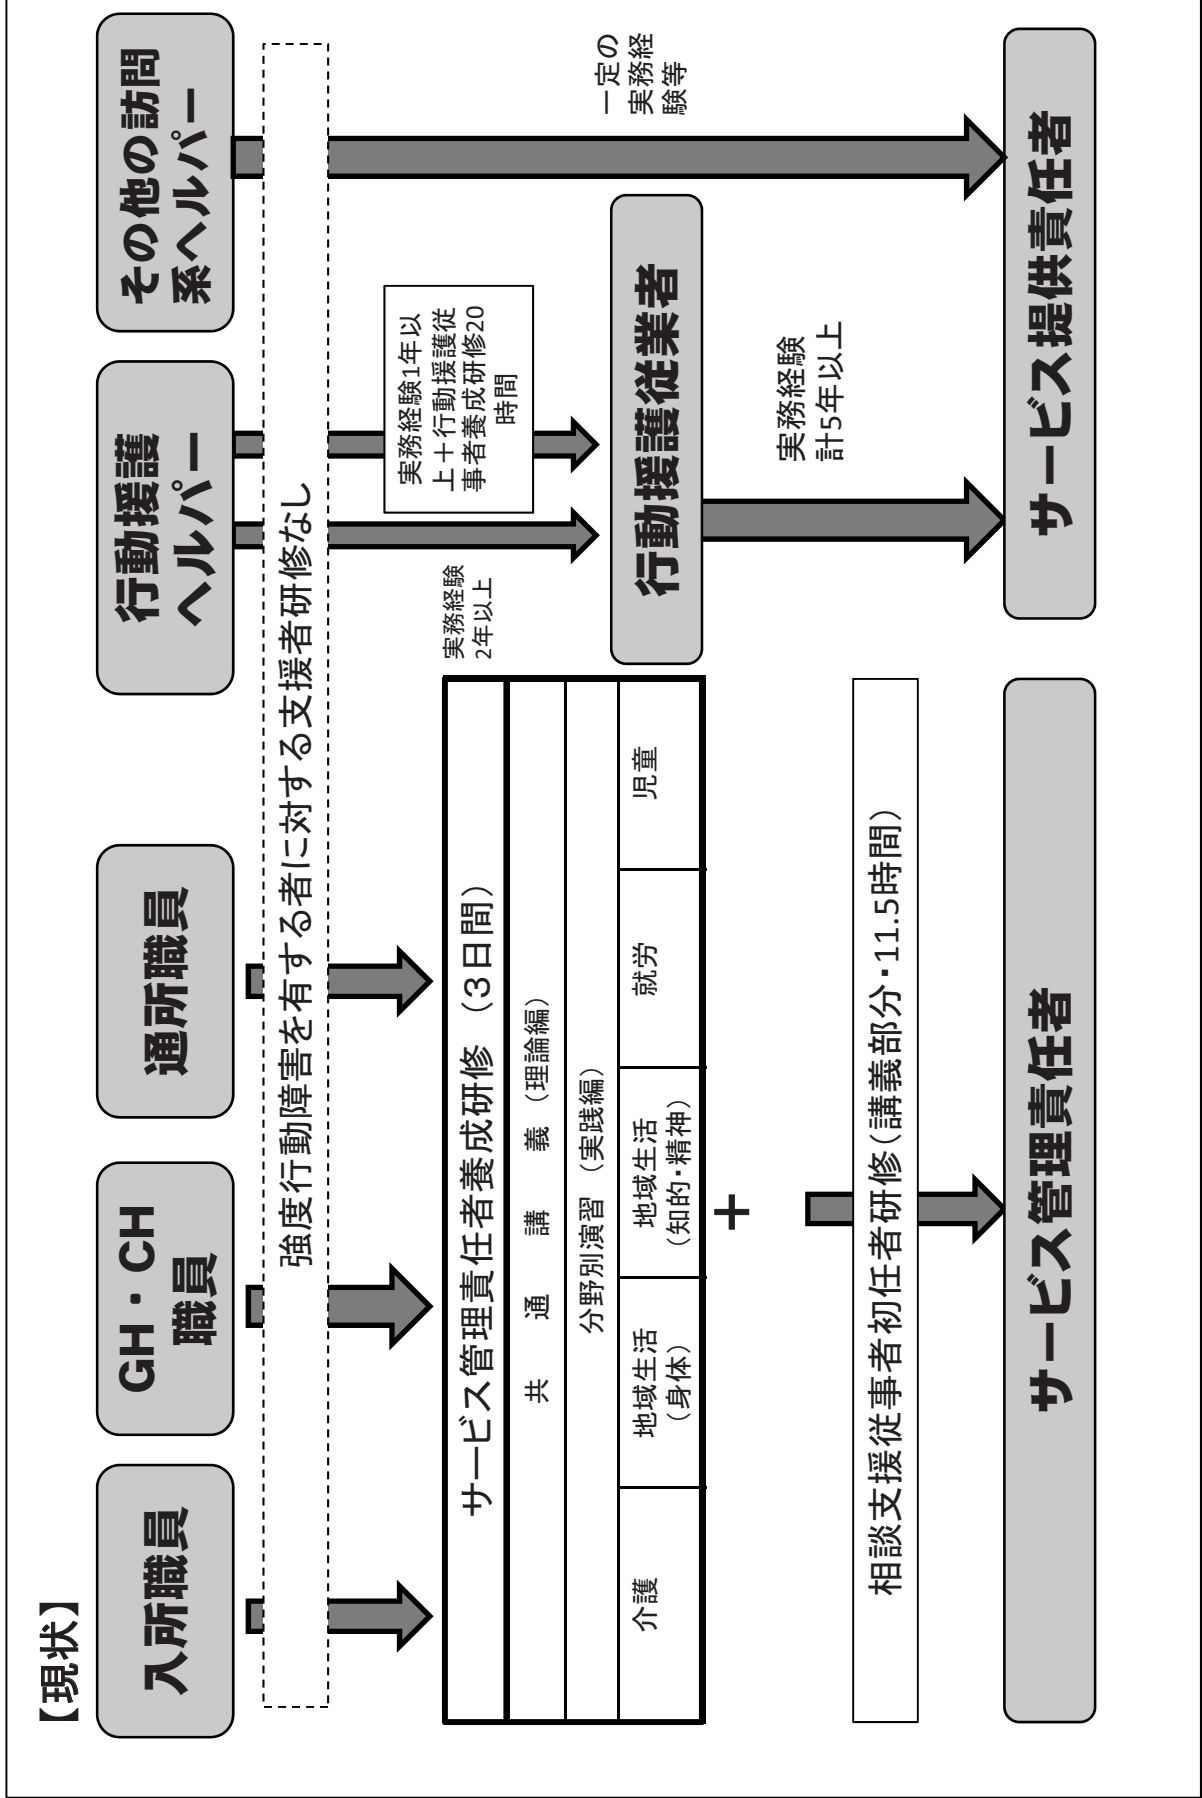 【現状】
入所職員
GH・CH
職員
通所職員
行動援護
ヘルパー
その他の訪問
系ヘルパー
強度行動障害を有する者に対する支援者研修なし
実務経験
2年以上
実務経験1年以
上＋行動援護従
事者養成研修20
時間
一定の
実務経
験等
サービス管理責任者養成研修（３日間）
共　通　講　義（理論編）
分野別演習（実践編）
介護
地域生活
（身体）
地域生活
（知的・精神）
就労
児童
行動援護従業者
＋
実務経験
計5年以上
相談支援従事者初任者研修（講義部分・11.5時間）
サービス管理責任者
サービス提供責任者